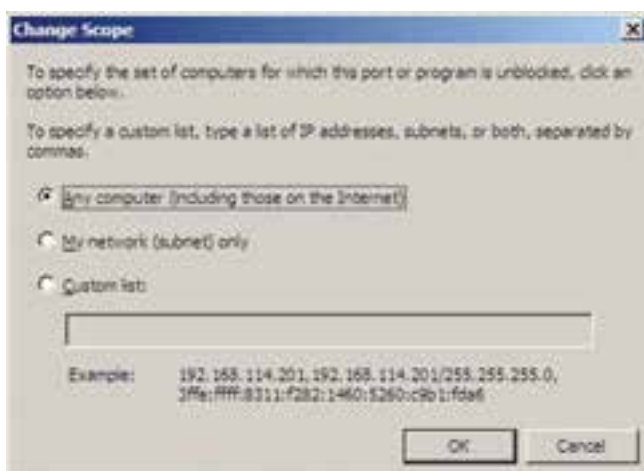 Change Scope
To specify the set of computers for which this port or program is unblocked, click an
option below.
To specify a custom list, type a list of IP addresses, subnets, or both, separated by
commas.
Any computer (including those on the Internet)
My network (subnet) only
Custom list:
Example: 192.168.114.201,192.168.114.201/255.255.255.0,
3ffe:ffff:8311:f282:1460:5260:c9b1:fda6
OK Cancel